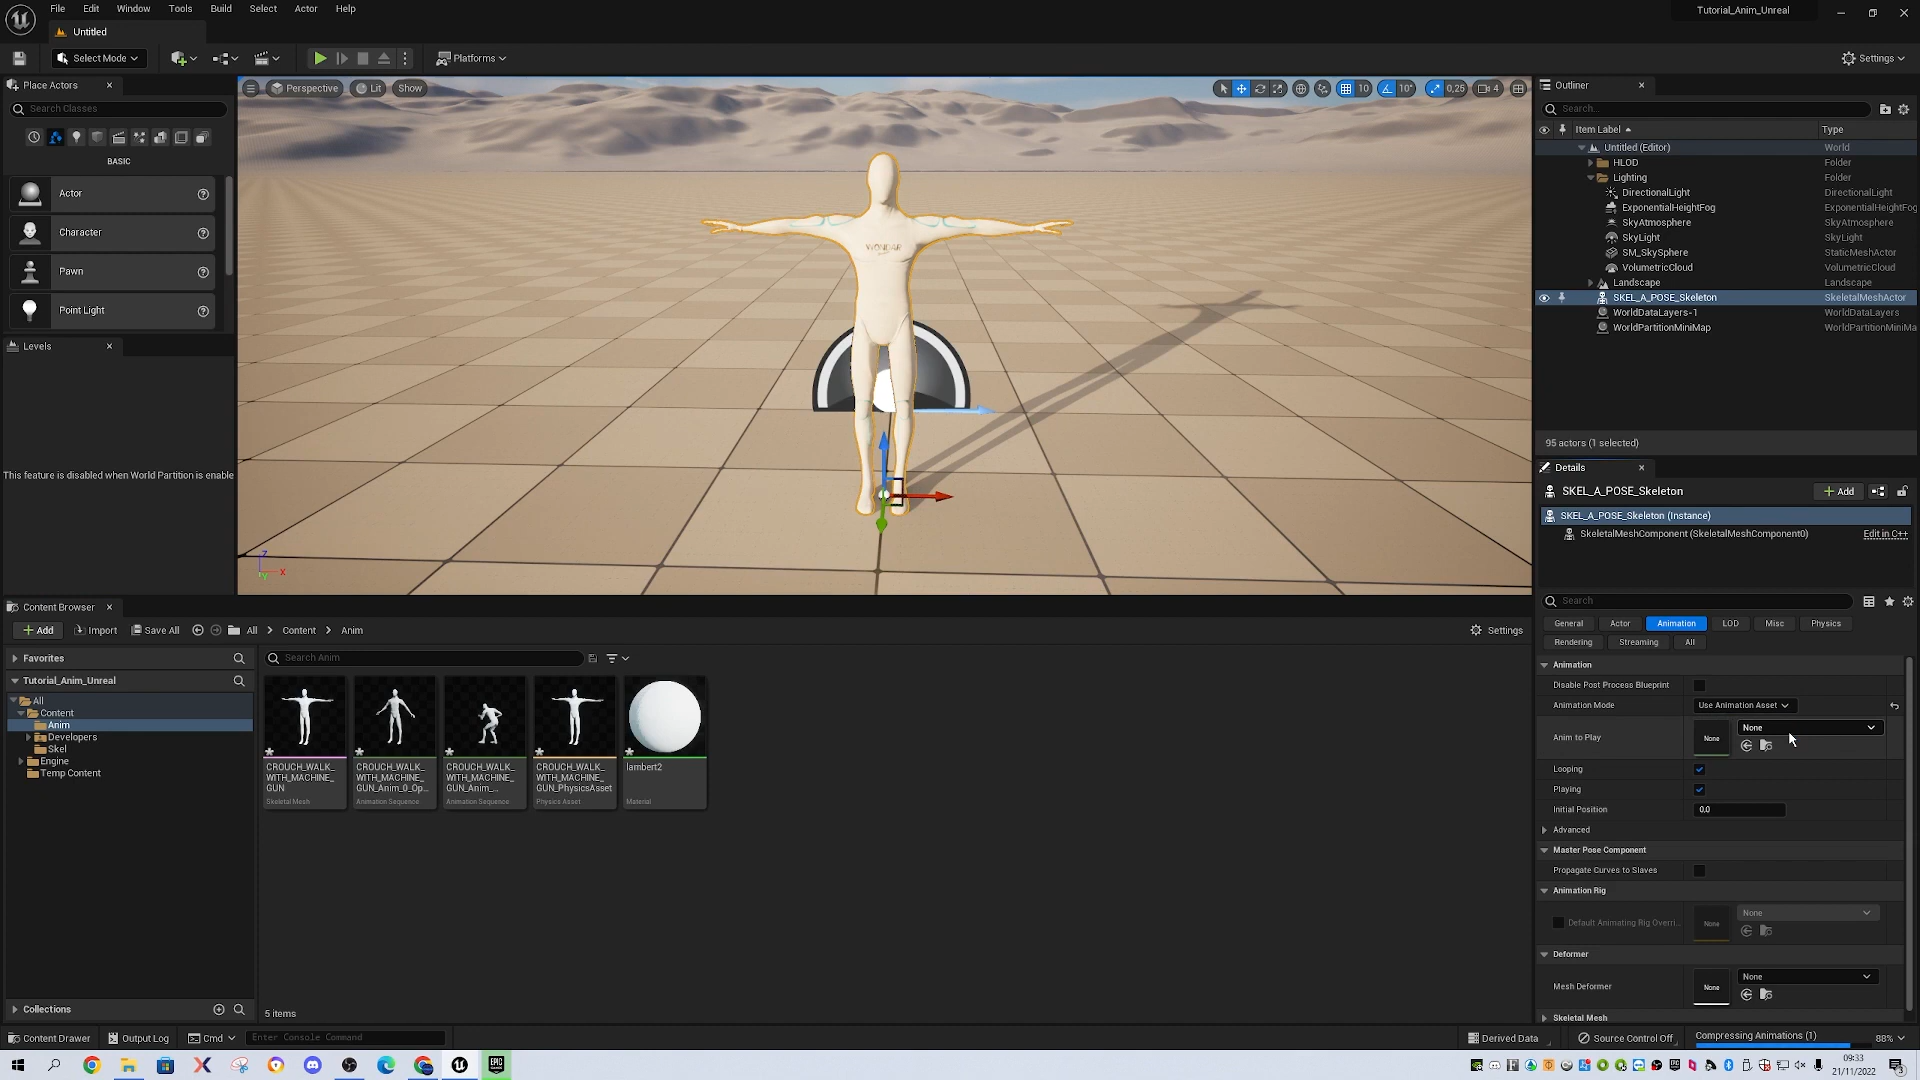 File Edit Window Tools Build Select Actor Help
Tutorial_Anim_Unreal
Untitled
Select Mode
Platforms
Settings
Place Actors
Search Classes
BASIC
Actor
Character
Pawn
Point Light
Levels
This feature is disabled when World Partition is enable
Perspective Lit Show
10 10° 0,25 4
WONDAR
Z
X
Y
Outliner
Search...
Item Label Type
Untitled (Editor) World
HLOD Folder
Lighting Folder
DirectionalLight DirectionalLight
ExponentialHeightFog ExponentialHeightFog
SkyAtmosphere SkyAtmosphere
SkyLight SkyLight
SM_SkySphere StaticMeshActor
VolumetricCloud VolumetricCloud
Landscape Landscape
SKEL_A_POSE_Skeleton SkeletalMeshActor
WorldDataLayers-1 WorldDataLayers
WorldPartitionMiniMap WorldPartitionMiniMa
95 actors (1 selected)
Details
SKEL_A_POSE_Skeleton
Add
SKEL_A_POSE_Skeleton (Instance)
SkeletalMeshComponent (SkeletalMeshComponent0) Edit in C++
Search
General Actor Animation LOD Misc Physics
Rendering Streaming All
Animation
Disable Post Process Blueprint
Animation Mode Use Animation Asset
Anim to Play None None
Looping
Playing
Initial Position 0.0
Advanced
Master Pose Component
Propagate Curves to Slaves
Animation Rig
Default Animating Rig Overri... None None
Deformer
Mesh Deformer None None
Skeletal Mesh
Content Browser
Add Import Save All All Content Anim
Settings
Favorites
Tutorial_Anim_Unreal
All
Content
Anim
Developers
Skel
Engine
Temp Content
Collections
Search Anim
CROUCH_WALK_
WITH_MACHINE_
GUN
Skeletal Mesh
CROUCH_WALK_
WITH_MACHINE_
GUN_Anim_0_Op...
Animation Sequence
CROUCH_WALK_
WITH_MACHINE_
GUN_Anim_...
Animation Sequence
CROUCH_WALK_
WITH_MACHINE_
GUN_PhysicsAsset
Physics Asset
lambert2
Material
5 items
Content Drawer Output Log Cmd Enter Console Command
Derived Data Source Control Off Compressing Animations (1) 88%
EPIC GAMES
09:33
21/11/2022
3